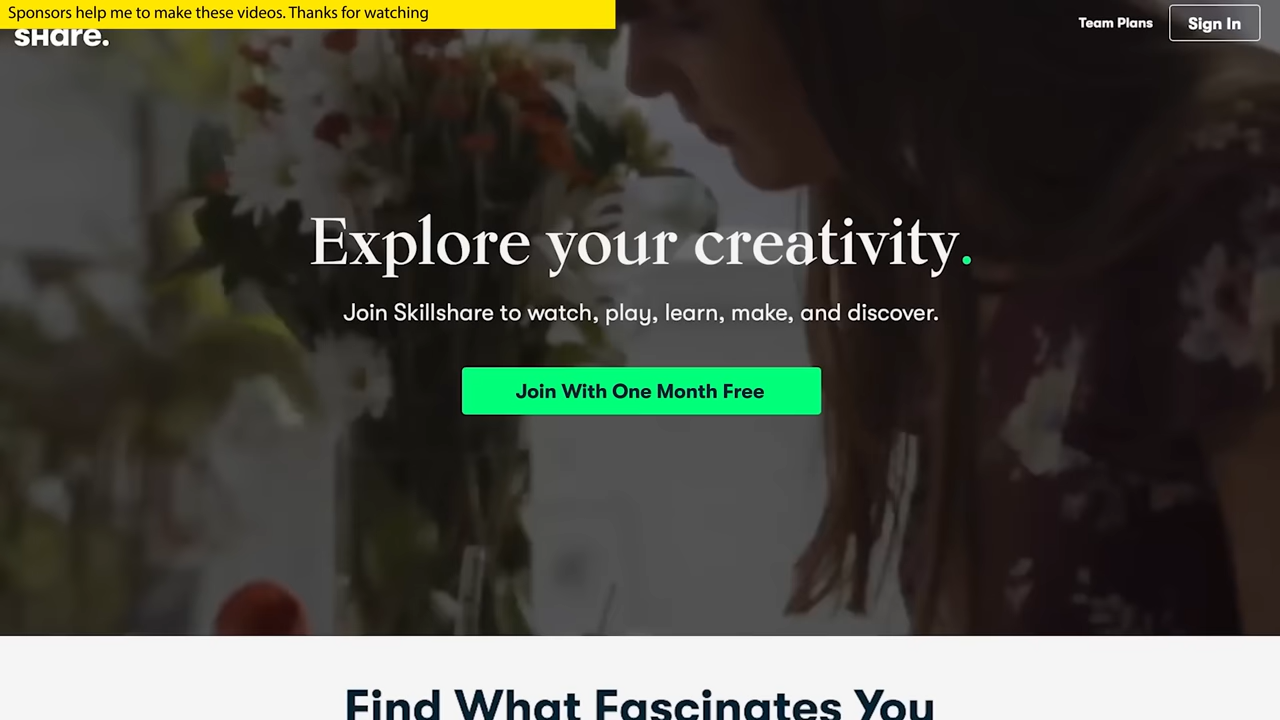 Sponsors help me to make these videos. Thanks for watching
sHare.
Team Plans
Sign In
Explore your creativity.
Join Skillshare to watch, play, learn, make, and discover.
Join With One Month Free
Find What Fascinates You